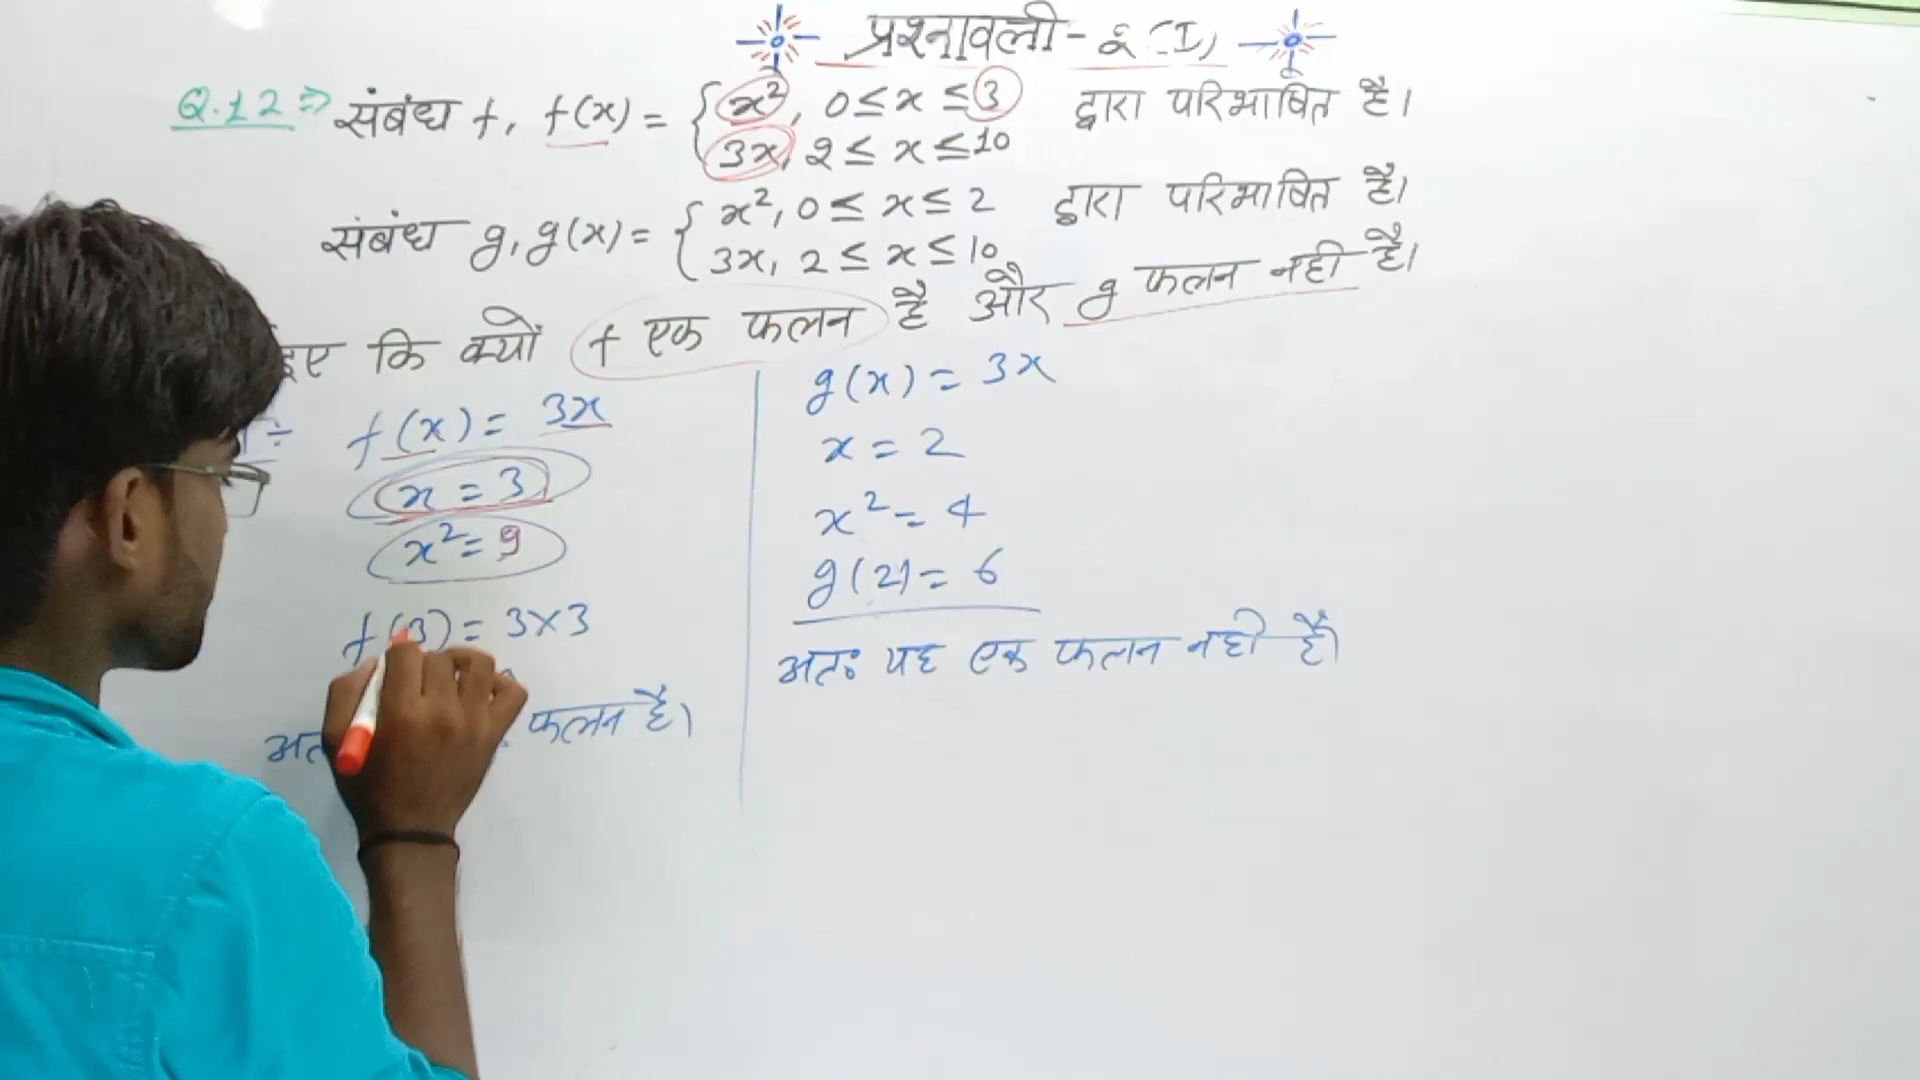 प्रश्नावली- 2 (I)
Q.12 ⇒ संबंध f, f(x) = { x², 0 ≤ x ≤ 3 द्वारा परिभाषित है।
3x, 2 ≤ x ≤ 10
संबंध g, g(x) = { x², 0 ≤ x ≤ 2 द्वारा परिभाषित है।
3x, 2 ≤ x ≤ 10
इए कि क्यों f एक फलन है और g फलन नही है।
f(x) = 3x
x = 3
x² = 9
f(3) = 3×3
फलन है।
g(x) = 3x
x = 2
x² = 4
g(2) = 6
अतः यह एक फलन नही है।